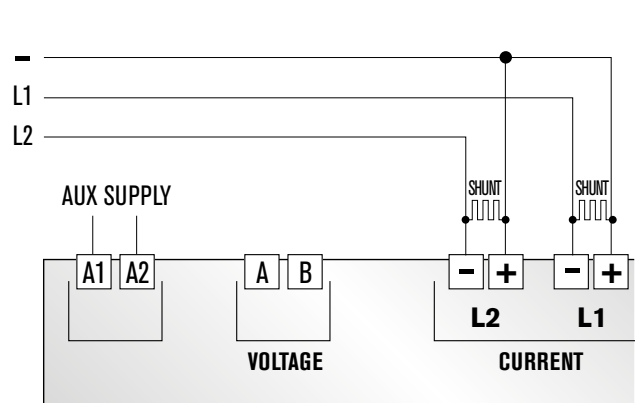 -
L1
L2
AUX SUPPLY
SHUNT SHUNT
A1 A2 A B - + - +
L2 L1
VOLTAGE CURRENT